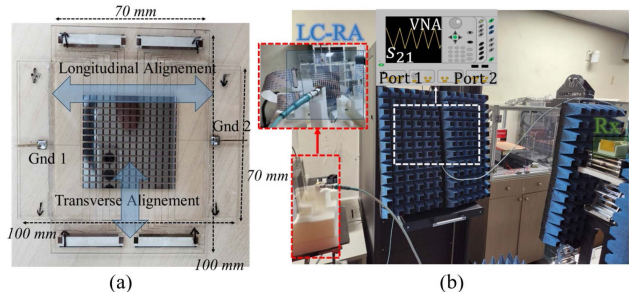 70 mm
Longitudinal Alignement
Gnd 1
Gnd 2
Transverse Alignement
70 mm
100 mm
100 mm
(a)
LC-RA
VNA
S21
Port 1
Port 2
Rx
(b)